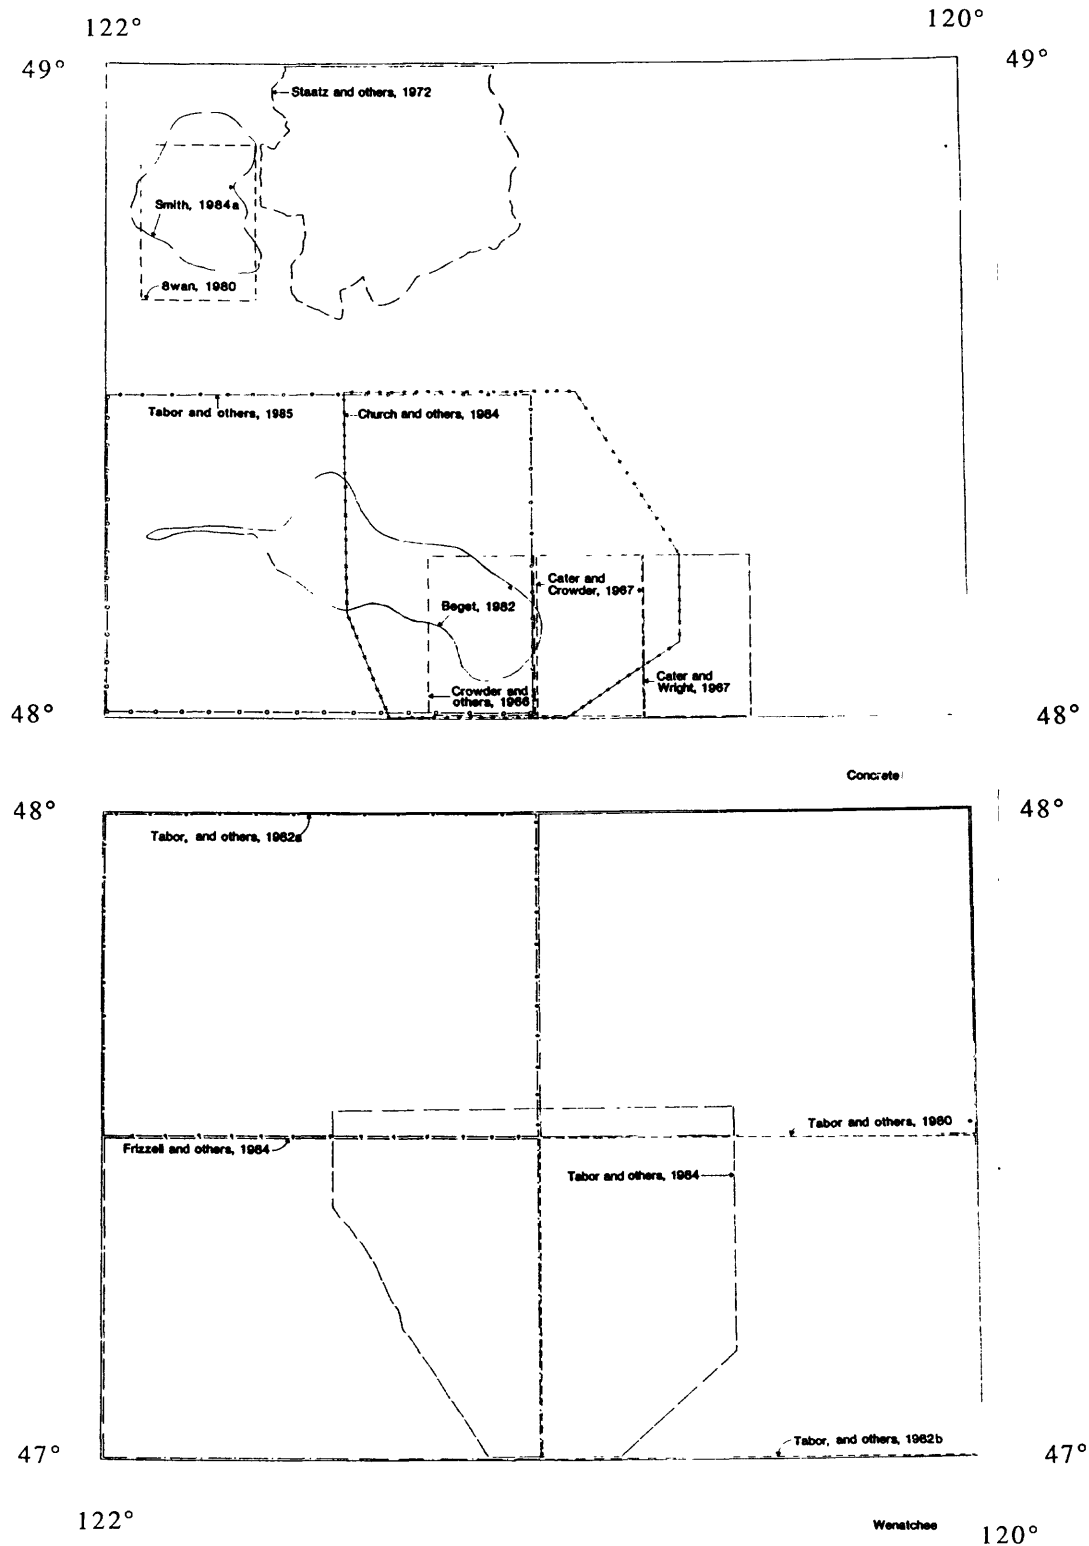 122°
120°
49°
49°
Staatz and others, 1972
Smith, 1984a
Swan, 1980
Tabor and others, 1985
Church and others, 1984
Cater and
Crowder, 1967
Beget, 1982
Crowder and
others, 1966
Cater and
Wright, 1967
48°
48°
Concrete
48°
48°
Tabor, and others, 1982a
Tabor and others, 1980
Frizzell and others, 1984
Tabor and others, 1984
Tabor, and others, 1982b
47°
47°
122°
Wenatchee
120°